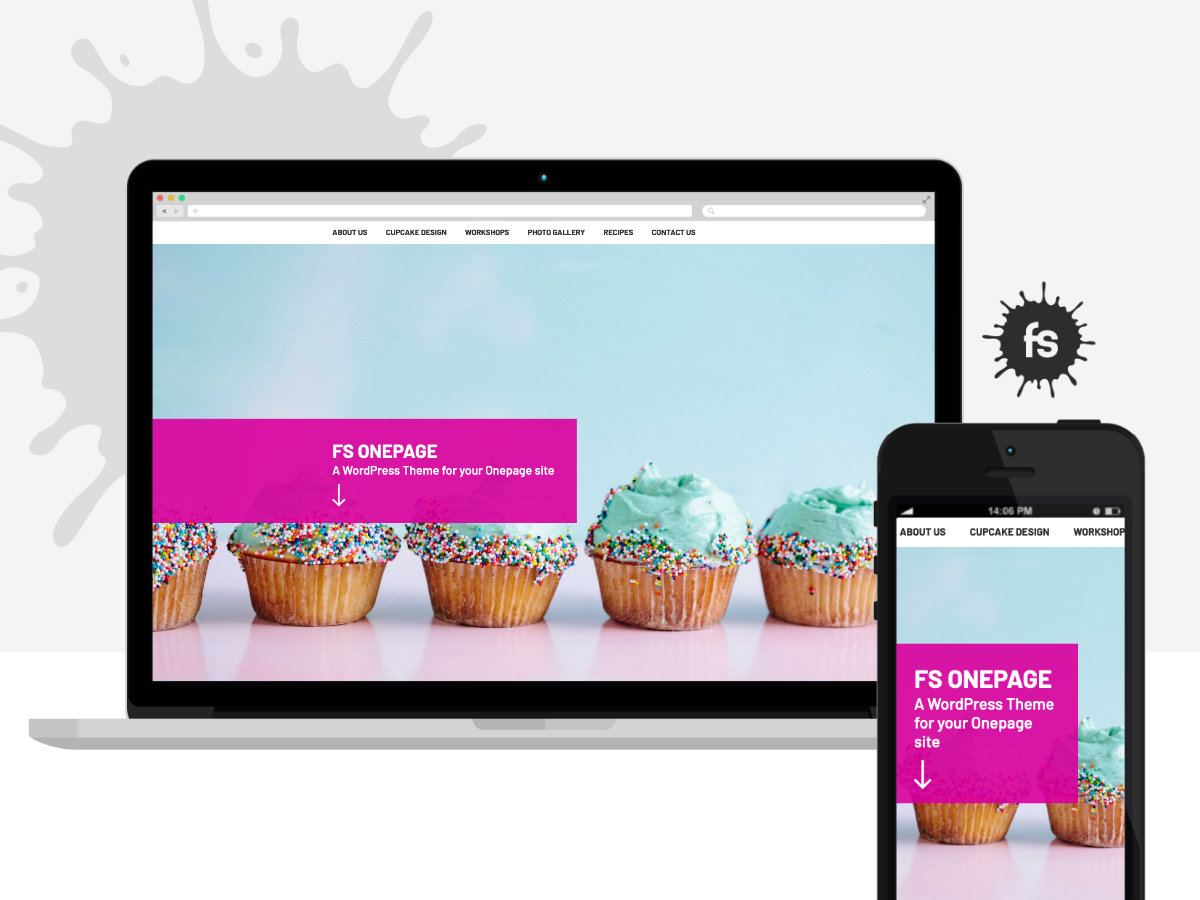 ABOUT US CUPCAKE DESIGN WORKSHOPS PHOTO GALLERY RECIPES CONTACT US
FS ONEPAGE
A WordPress Theme for your Onepage site
fs
14:06 PM
ABOUT US CUPCAKE DESIGN WORKSHOP
FS ONEPAGE
A WordPress Theme
for your Onepage
site